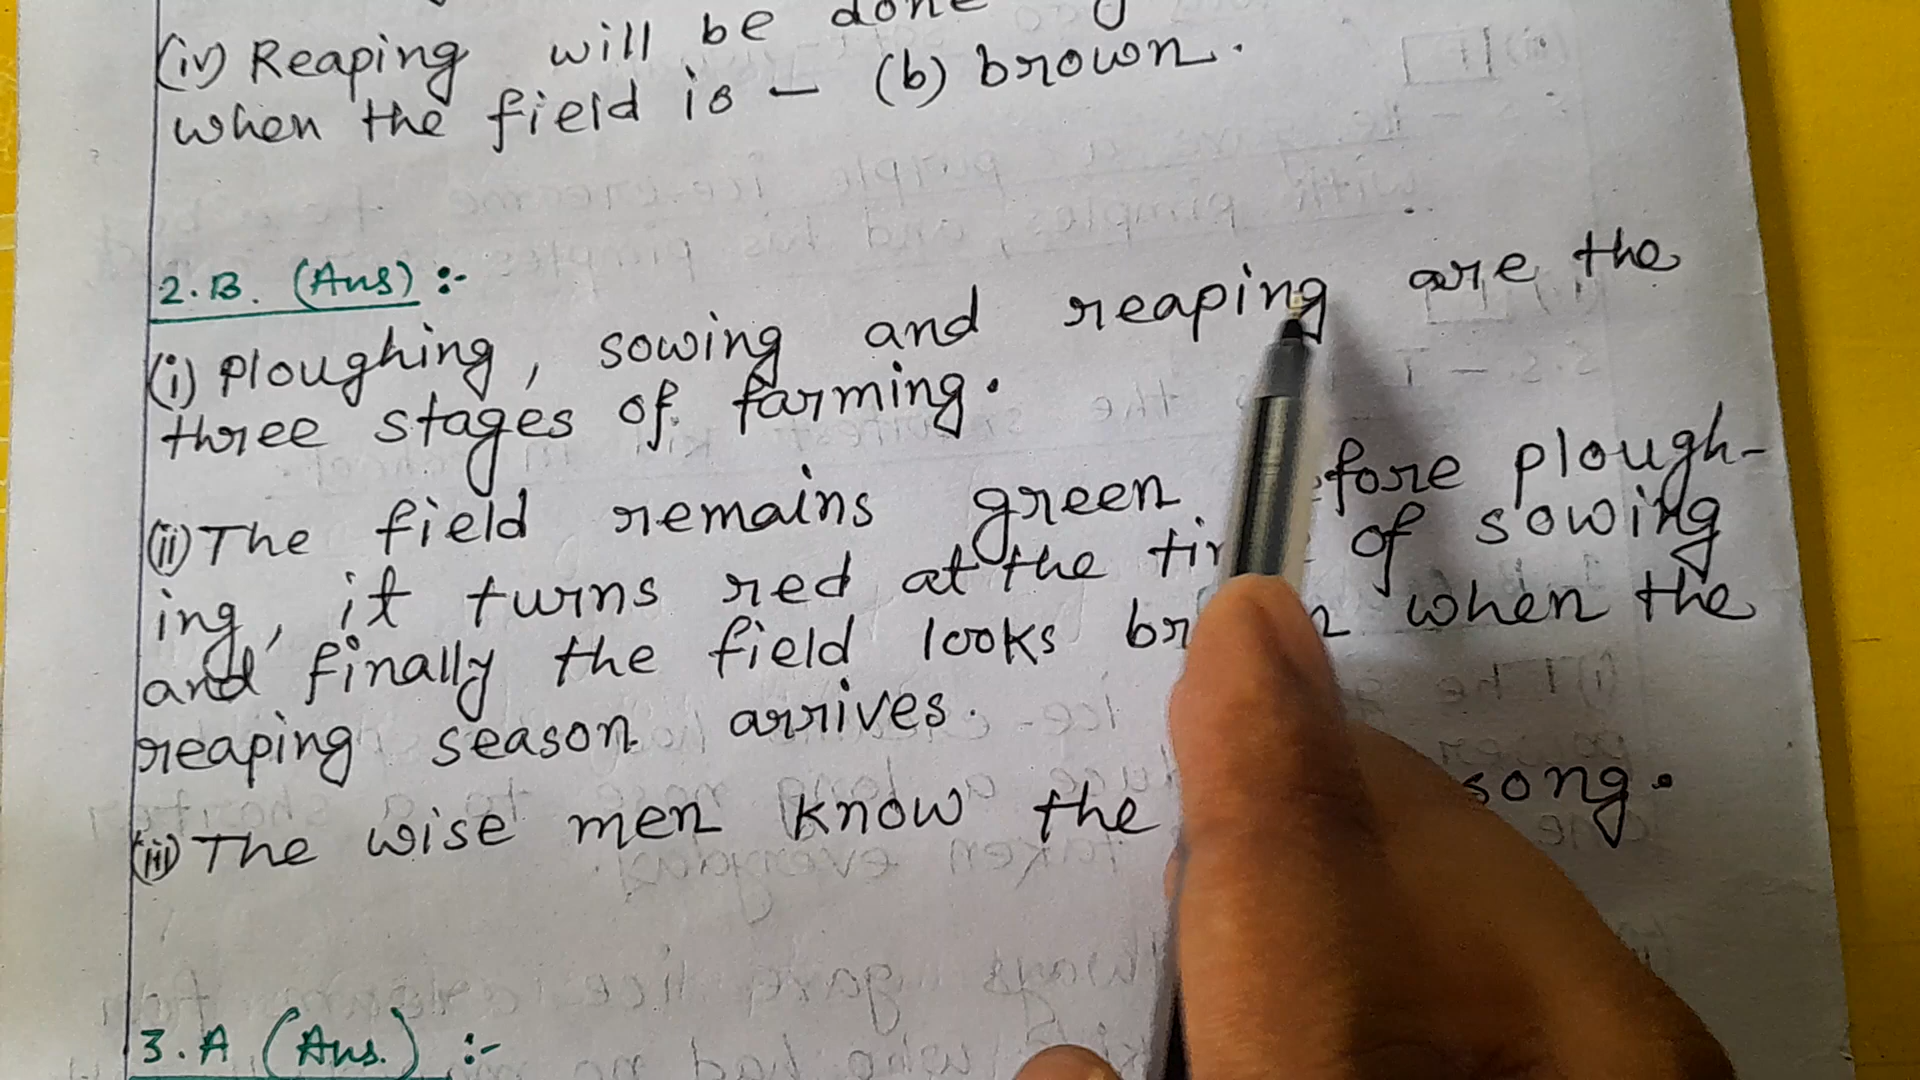 (iv) Reaping will be done
when the field is - (b) brown.
2.B. (Ans) :-
(i) Ploughing, sowing and reaping are the
three stages of farming.
(ii) The field remains green plough-
ing, it turns red at the of sowing
and finally the field looks when the
reaping season arrives.
(iii) The wise men know the song.
3.A (Ans.) :-